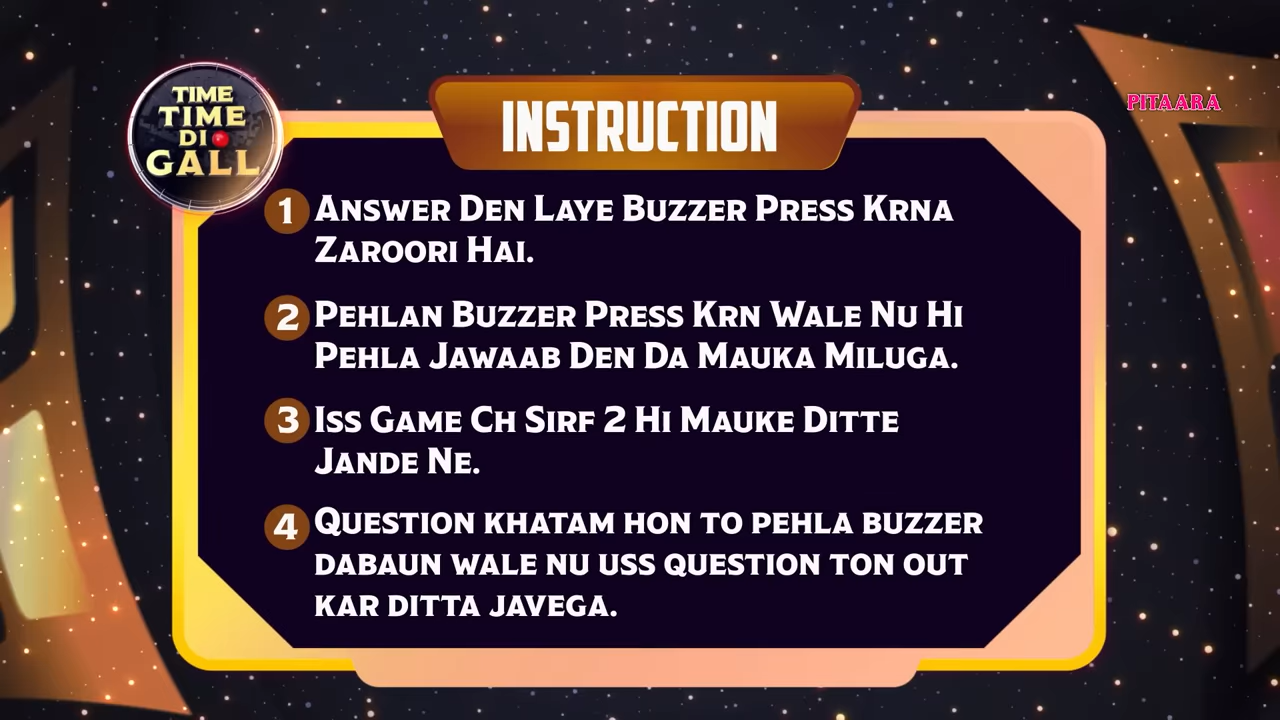 TIME
TIME
DI
GALL
INSTRUCTION
PITAARA
1 Answer Den Laye Buzzer Press Krna
Zaroori Hai.
2 Pehlan Buzzer Press Krn Wale Nu Hi
Pehla Jawaab Den Da Mauka Miluga.
3 Iss Game Ch Sirf 2 Hi Mauke Ditte
Jande Ne.
4 Question khatam hon to pehla buzzer
dabaun wale nu uss question ton out
kar ditta javega.